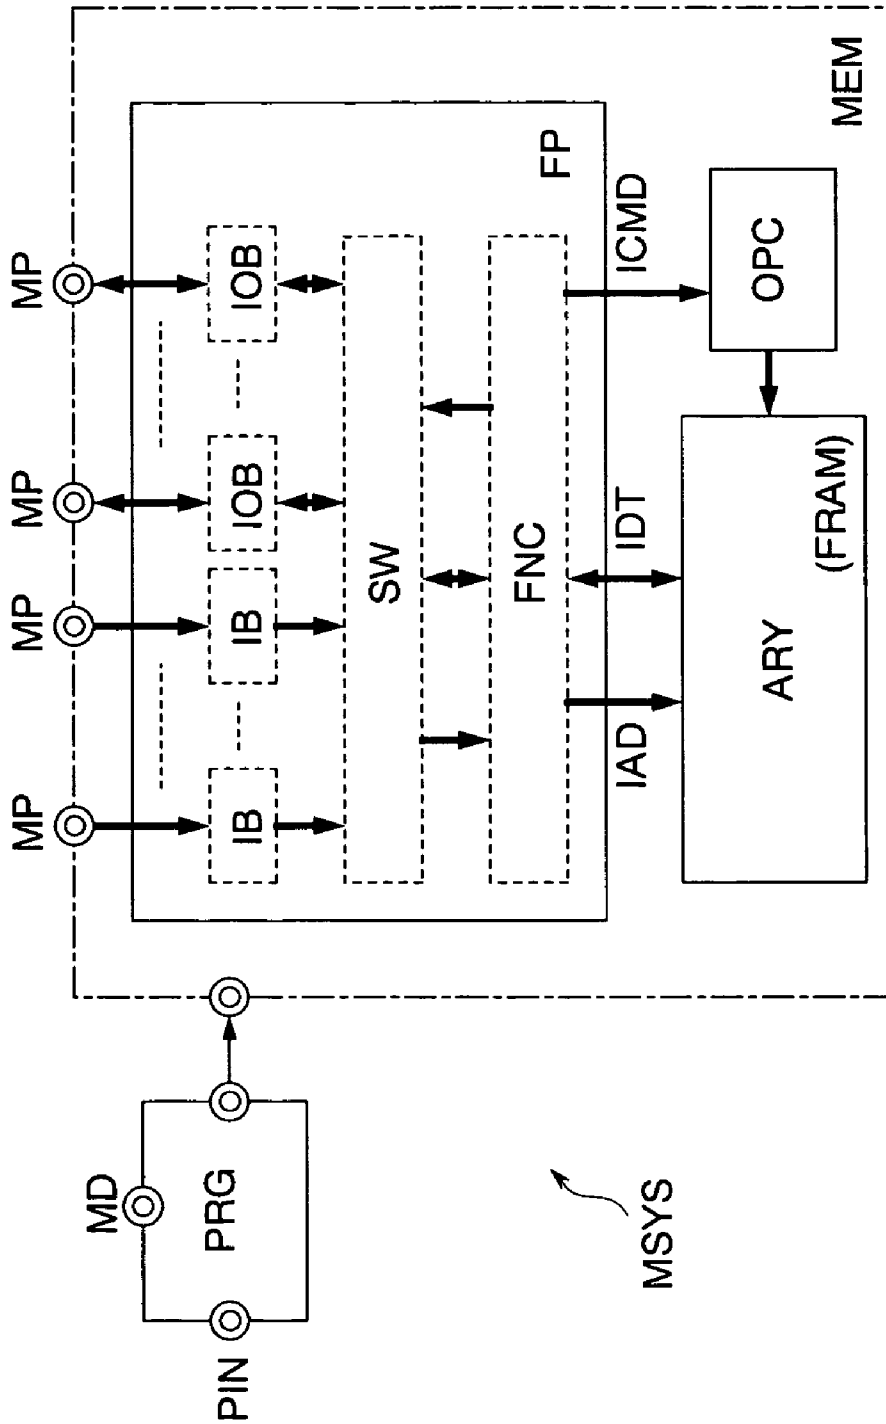 PIN
MD
PRG
MSYS
MP
MP
MP
MP
IB
IB
IOB
IOB
SW
FNC
FP
IAD
IDT
ICMD
ARY
(FRAM)
OPC
MEM